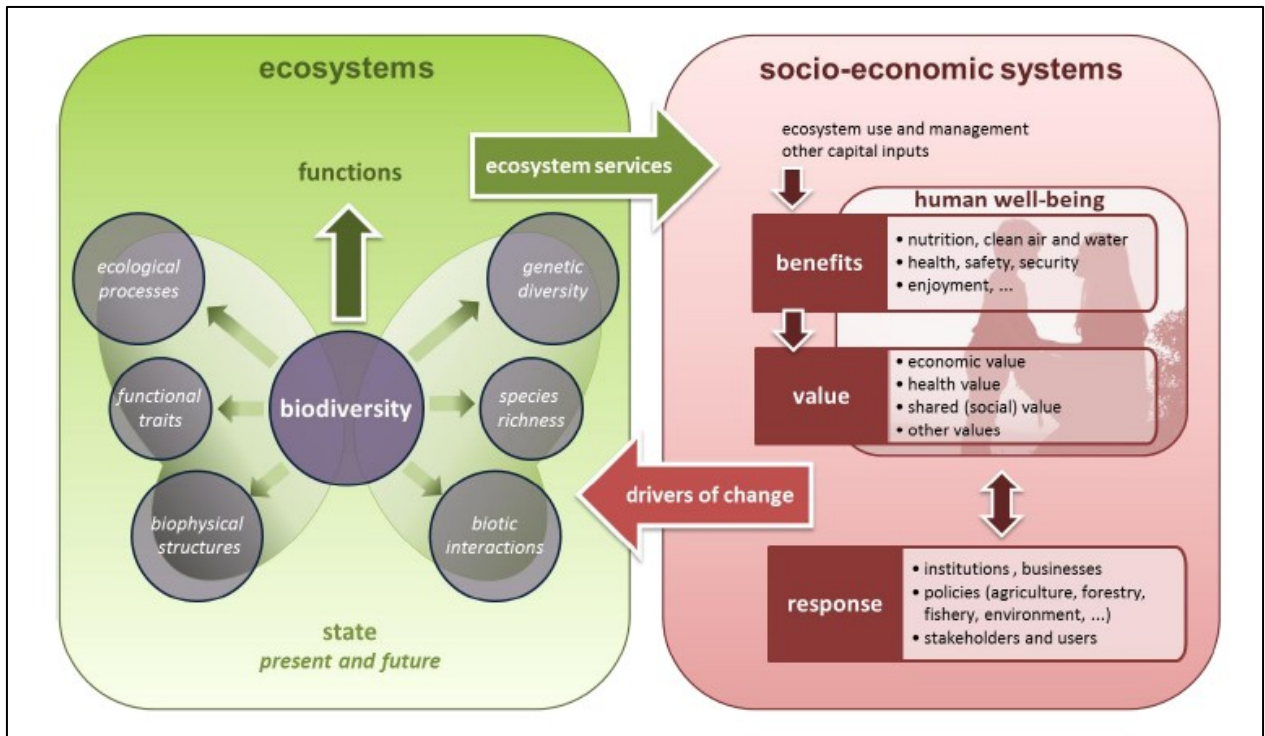 ecosystems
functions
ecological
processes
genetic
diversity
functional
traits
biodiversity
species
richness
biophysical
structures
biotic
interactions
state
present and future
ecosystem services
drivers of change
socio-economic systems
ecosystem use and management
other capital inputs
human well-being
benefits
• nutrition, clean air and water
• health, safety, security
• enjoyment, ...
value
• economic value
• health value
• shared (social) value
• other values
response
• institutions , businesses
• policies (agriculture, forestry,
fishery, environment, ...)
• stakeholders and users